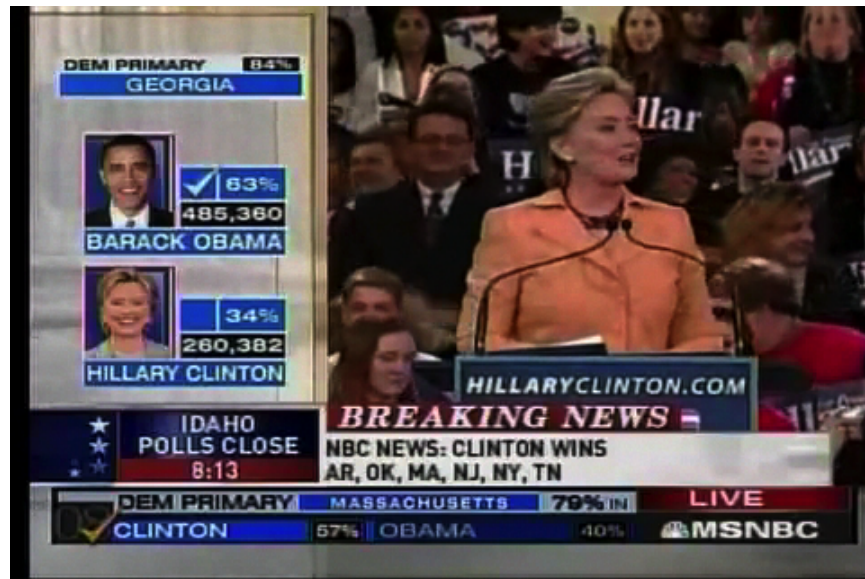 DEM PRIMARY 84%
GEORGIA
63%
485,360
BARACK OBAMA
34%
260,382
HILLARY CLINTON
H
llar
llar
HILLARYCLINTON.COM
IDAHO
POLLS CLOSE
8:13
BREAKING NEWS
NBC NEWS: CLINTON WINS
AR, OK, MA, NJ, NY, TN
DEM PRIMARY MASSACHUSETTS 79% IN LIVE
CLINTON 57% OBAMA 40% MSNBC